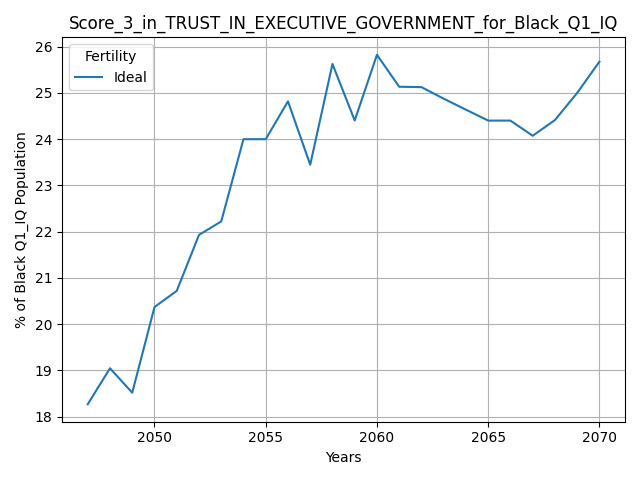 Score_3_in_TRUST_IN_EXECUTIVE_GOVERNMENT_for_Black_Q1_IQ
Fertility
Ideal
% of Black Q1_IQ Population
26
25
24
23
22
21
20
19
18
2050 2055 2060 2065 2070
Years